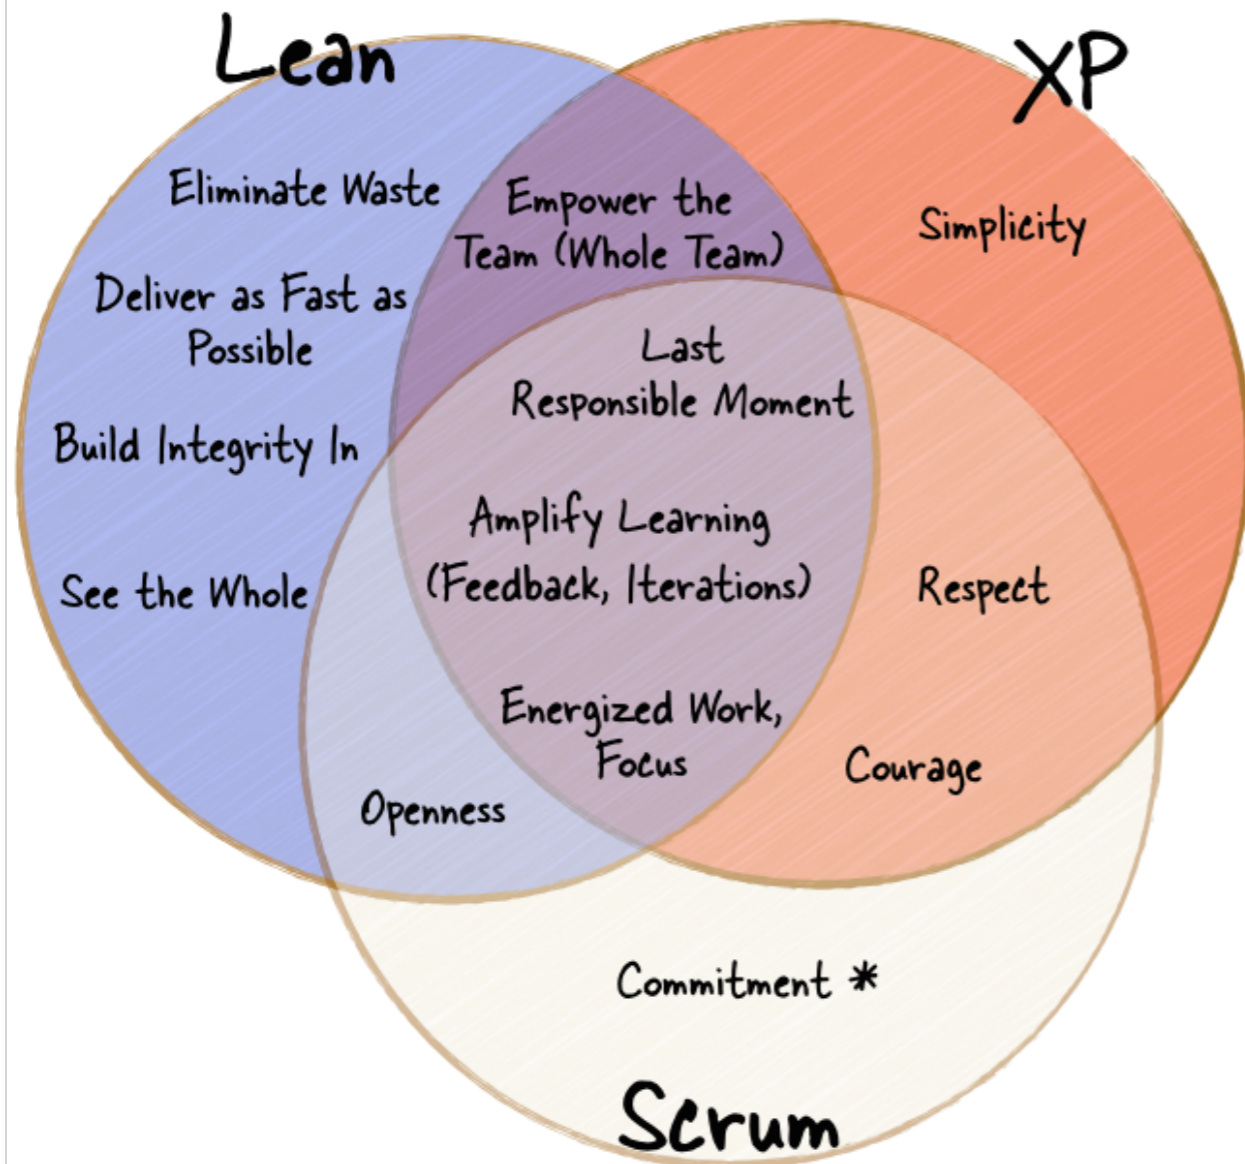 Lean
XP
Eliminate Waste
Empower the
Team (Whole Team)
Simplicity
Deliver as Fast as
Possible
Last
Responsible Moment
Build Integrity In
Amplify Learning
(Feedback, Iterations)
See the Whole
Respect
Energized Work,
Focus
Courage
Openness
Commitment *
Scrum